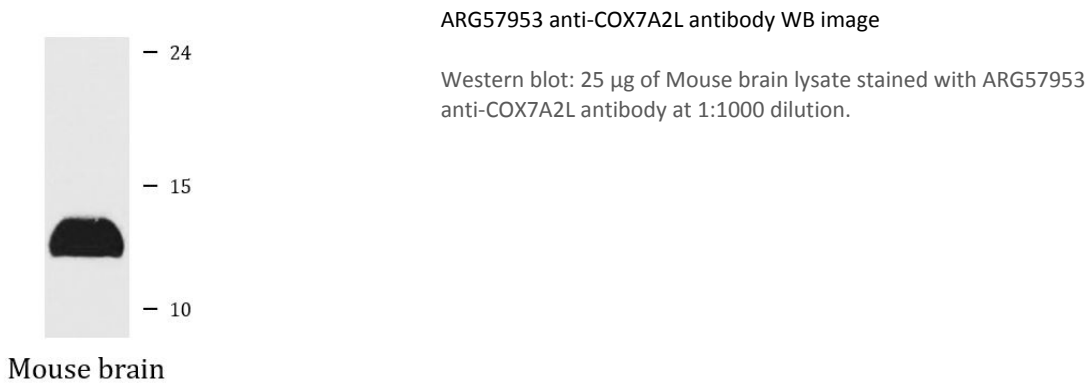 ARG57953 anti-COX7A2L antibody WB image
Western blot: 25 µg of Mouse brain lysate stained with ARG57953
anti-COX7A2L antibody at 1:1000 dilution.
24
15
10
Mouse brain